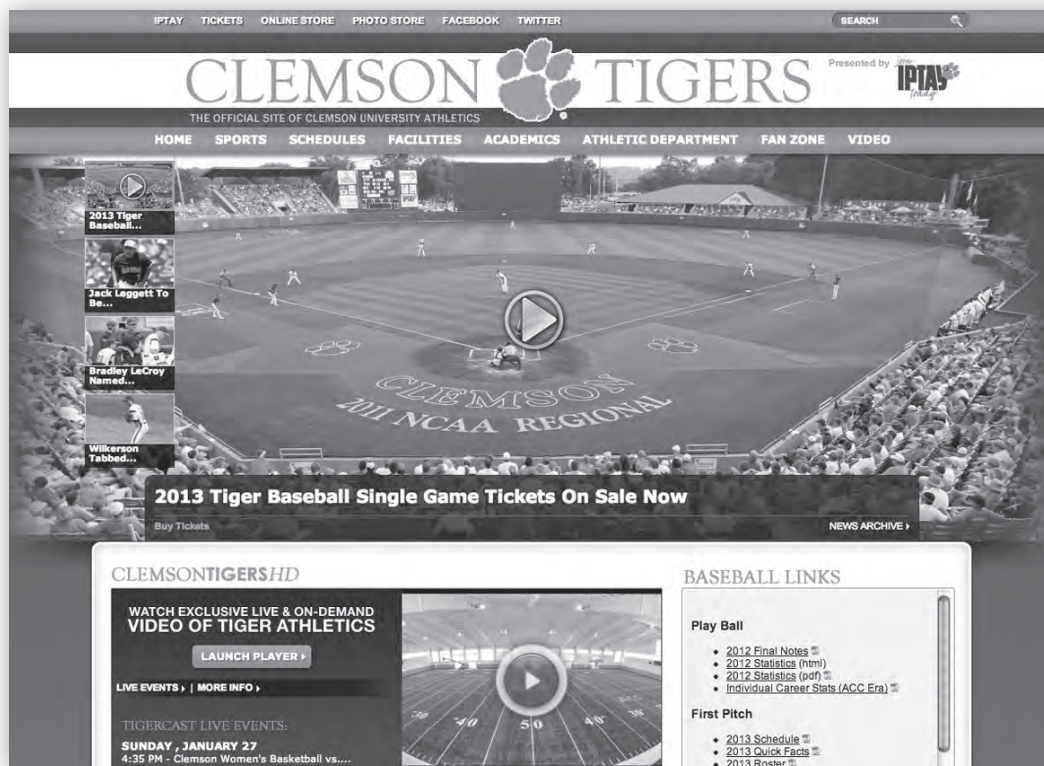 IPTAY TICKETS ONLINE STORE PHOTO STORE FACEBOOK TWITTER
SEARCH
CLEMSON TIGERS
Presented by
Join
IPTAY
Today
THE OFFICIAL SITE OF CLEMSON UNIVERSITY ATHLETICS
HOME SPORTS SCHEDULES FACILITIES ACADEMICS ATHLETIC DEPARTMENT FAN ZONE VIDEO
2013 Tiger
Baseball...
Jack Leggett To
Be...
Bradley LeCroy
Named...
Wilkerson
Tabbed...
CLEMSON
2011 NCAA REGIONAL
2013 Tiger Baseball Single Game Tickets On Sale Now
Buy Tickets
NEWS ARCHIVE
CLEMSONTIGERSHD
WATCH EXCLUSIVE LIVE & ON-DEMAND
VIDEO OF TIGER ATHLETICS
LAUNCH PLAYER
LIVE EVENTS | MORE INFO
40 50 40
TIGERCAST LIVE EVENTS:
SUNDAY , JANUARY 27
4:35 PM - Clemson Women's Basketball vs....
BASEBALL LINKS
Play Ball
• 2012 Final Notes
• 2012 Statistics (html)
• 2012 Statistics (pdf)
• Individual Career Stats (ACC Era)
First Pitch
• 2013 Schedule
• 2013 Quick Facts
• 2013 Roster